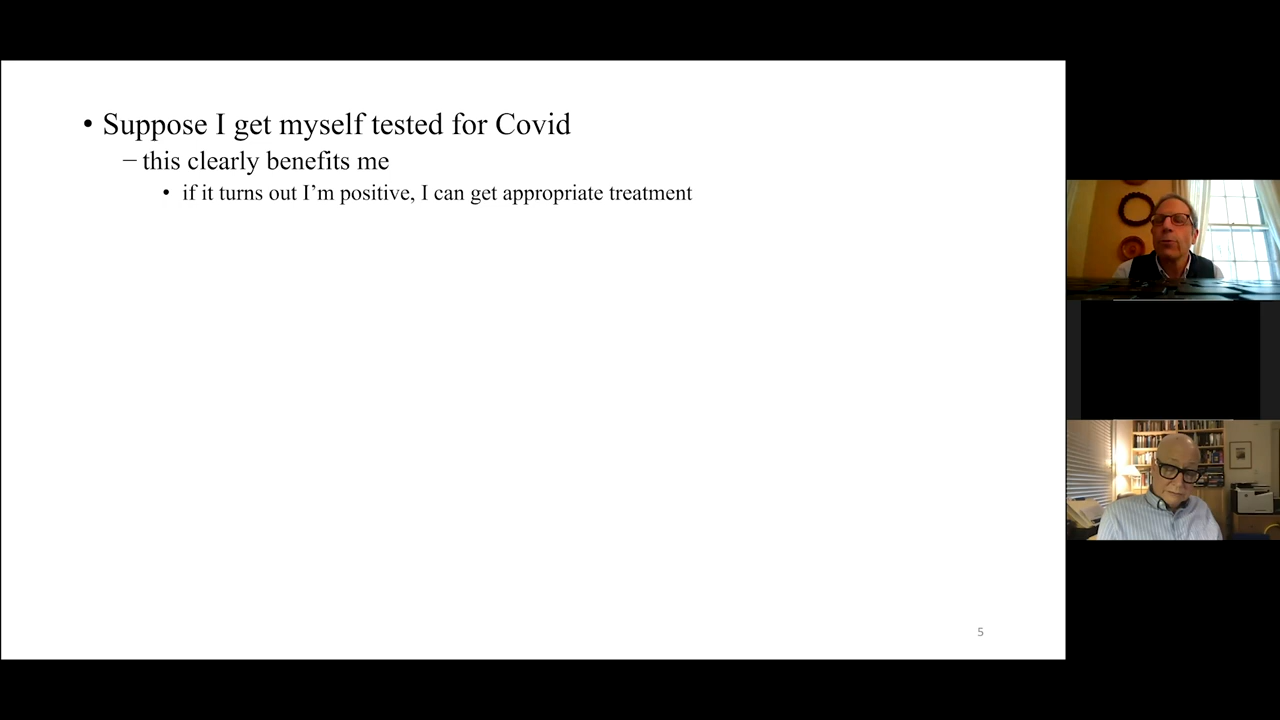 • Suppose I get myself tested for Covid
– this clearly benefits me
• if it turns out I’m positive, I can get appropriate treatment
5